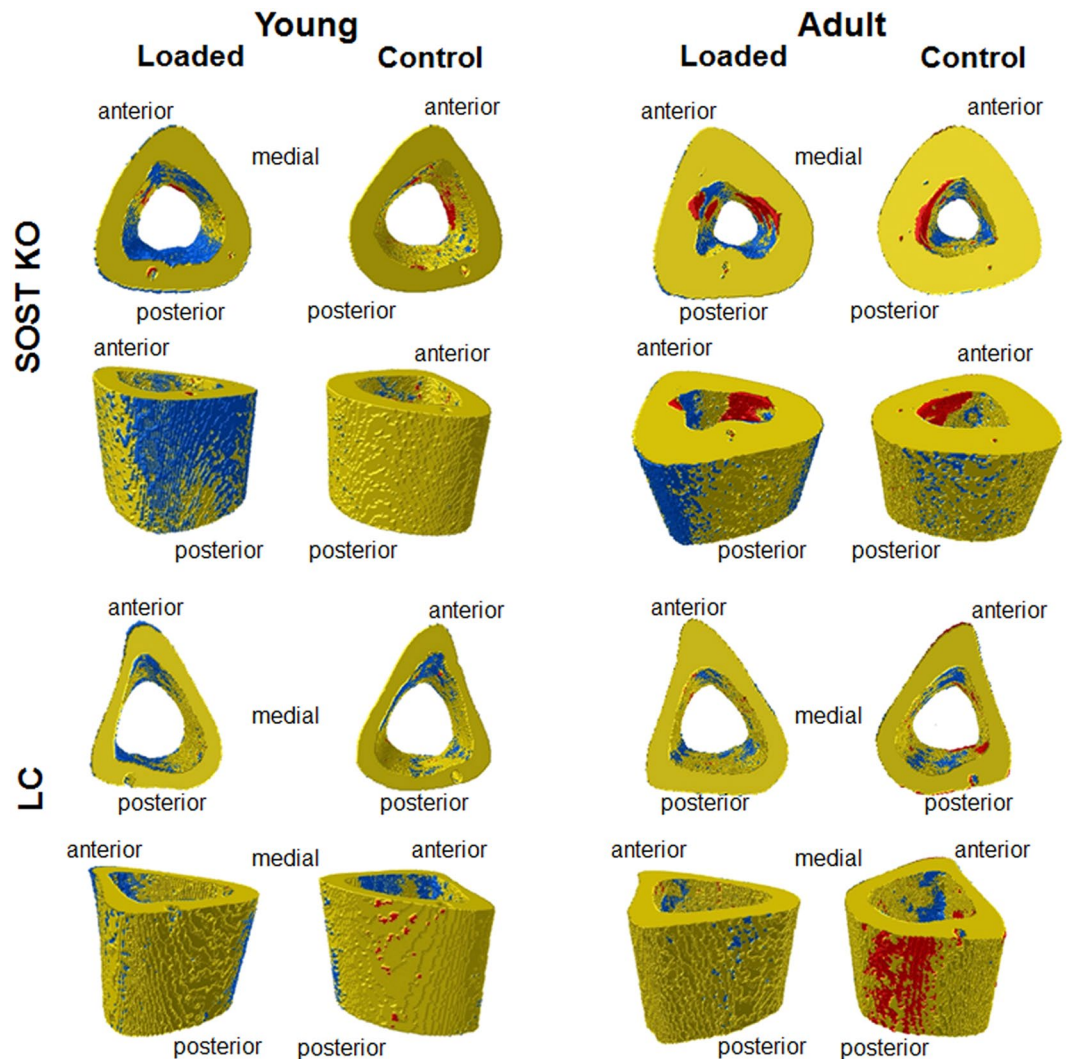 Young Adult
Loaded Control Loaded Control
SOST KO
anterior anterior anterior anterior
medial medial
posterior posterior posterior posterior
anterior anterior anterior anterior
posterior posterior posterior posterior
LC
anterior anterior anterior anterior
medial medial
posterior posterior posterior
anterior medial anterior anterior medial anterior
posterior posterior posterior posterior